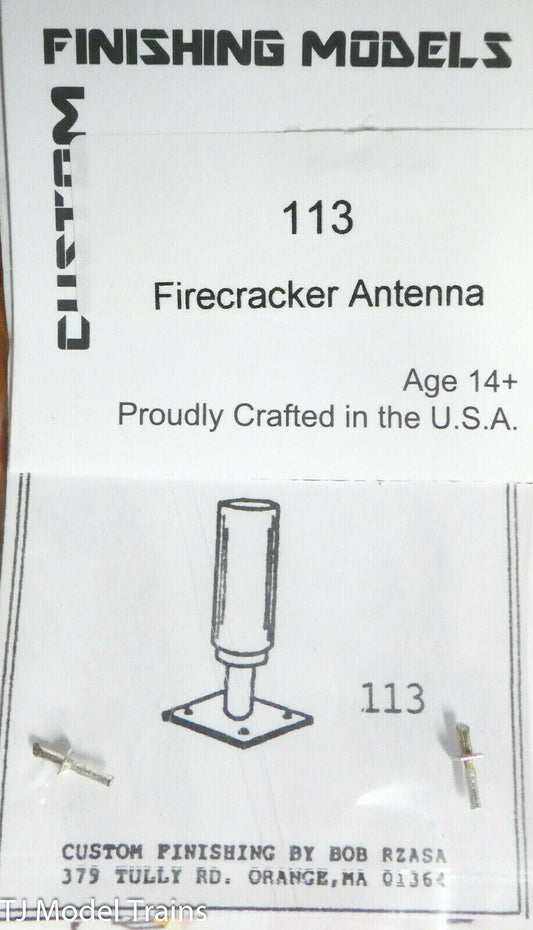 FINISHING MODELS
CUSTOM
113
Firecracker Antenna
Age 14+
Proudly Crafted in the U.S.A.
113
CUSTOM FINISHING BY BOB RZASA
379 TULLY RD. ORANGE,MA 01364
TJ Model Trains